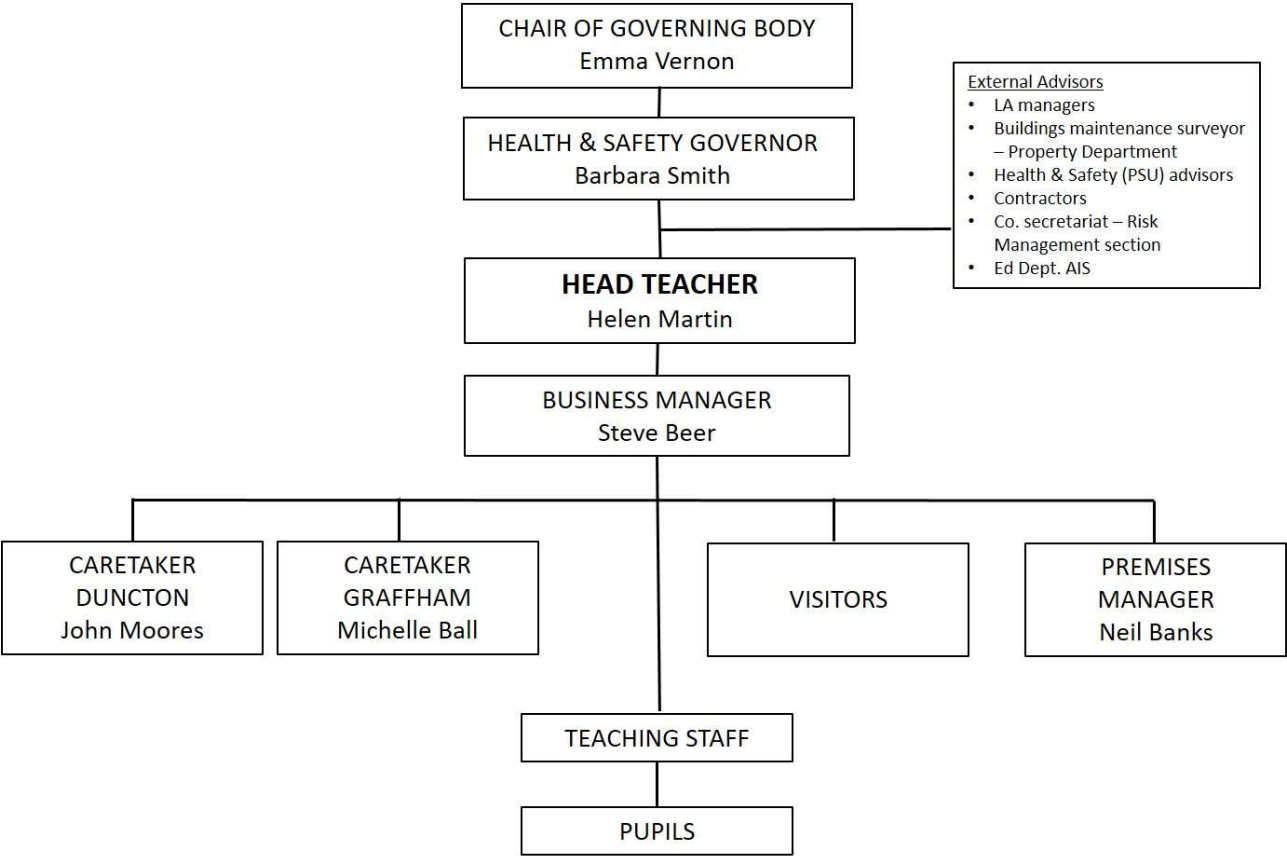 CHAIR OF GOVERNING BODY
Emma Vernon
HEALTH & SAFETY GOVERNOR
Barbara Smith
External Advisors
• LA managers
• Buildings maintenance surveyor
– Property Department
• Health & Safety (PSU) advisors
• Contractors
• Co. secretariat – Risk
Management section
• Ed Dept. AIS
HEAD TEACHER
Helen Martin
BUSINESS MANAGER
Steve Beer
CARETAKER
DUNCTON
John Moores
CARETAKER
GRAFFHAM
Michelle Ball
VISITORS
PREMISES
MANAGER
Neil Banks
TEACHING STAFF
PUPILS